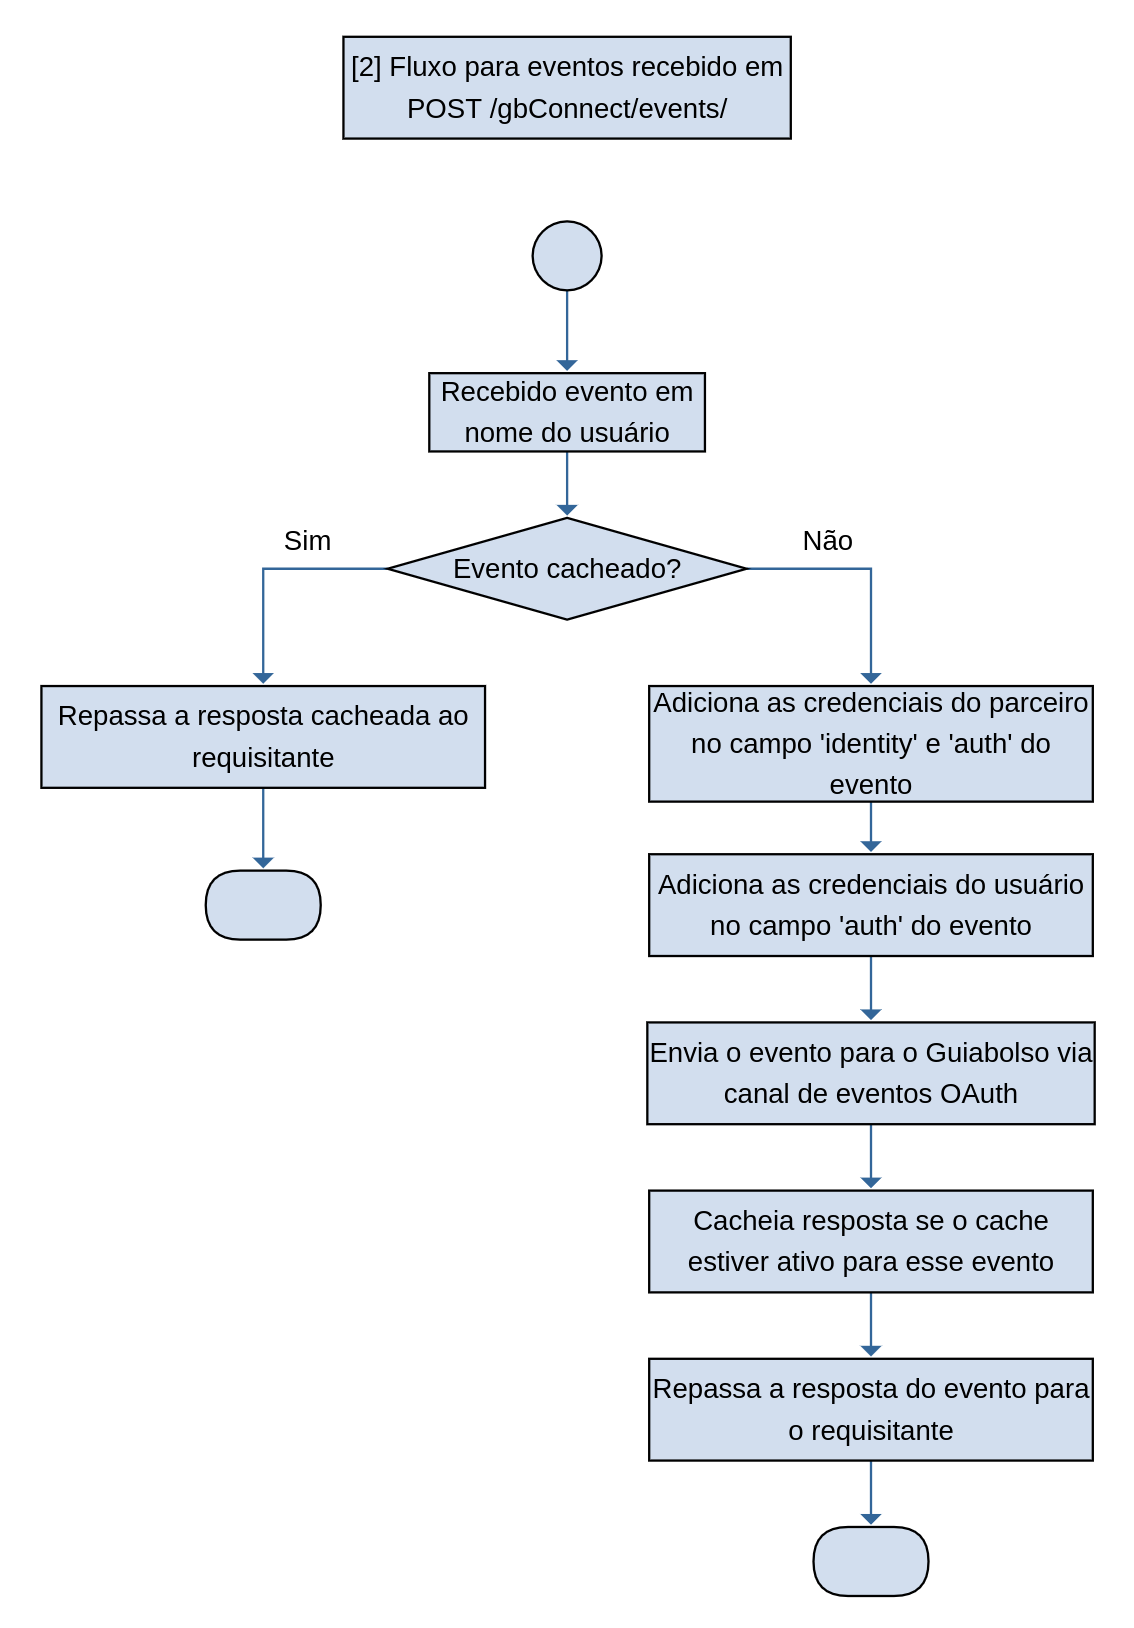 [2] Fluxo para eventos recebido em
POST /gbConnect/events/
Recebido evento em
nome do usuário
Sim
Não
Evento cacheado?
Repassa a resposta cacheada ao
requisitante
Adiciona as credenciais do parceiro
no campo 'identity' e 'auth' do
evento
Adiciona as credenciais do usuário
no campo 'auth' do evento
Envia o evento para o Guiabolso via
canal de eventos OAuth
Cacheia resposta se o cache
estiver ativo para esse evento
Repassa a resposta do evento para
o requisitante